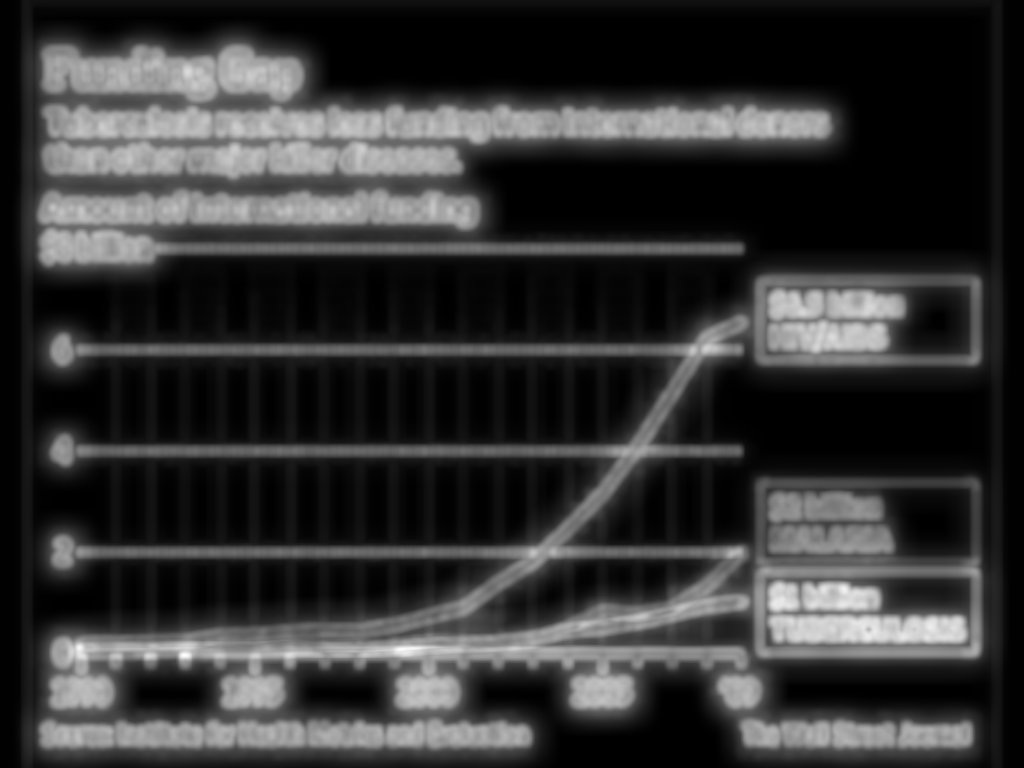 Funding Gap
Tuberculosis receives less funding from international donors
than other major killer diseases.
Amount of international funding
$8 billion
6
4
2
0
$6.5 billion
HIV/AIDS
$2 billion
MALARIA
$1 billion
TUBERCULOSIS
1990 1995 2000 2005 '09
Source: Institute for Health Metrics and Evaluation
The Wall Street Journal